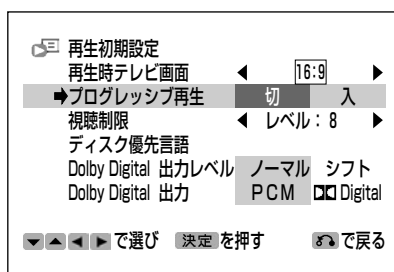 再生初期設定
再生時テレビ画面 ◀ 16:9 ▶
➡プログレッシブ再生 切 入
視聴制限 ◀ レベル：8 ▶
ディスク優先言語
Dolby Digital 出力レベル ノーマル シフト
Dolby Digital 出力 PCM Digital
▼▲◀▶で選び 決定を押す で戻る